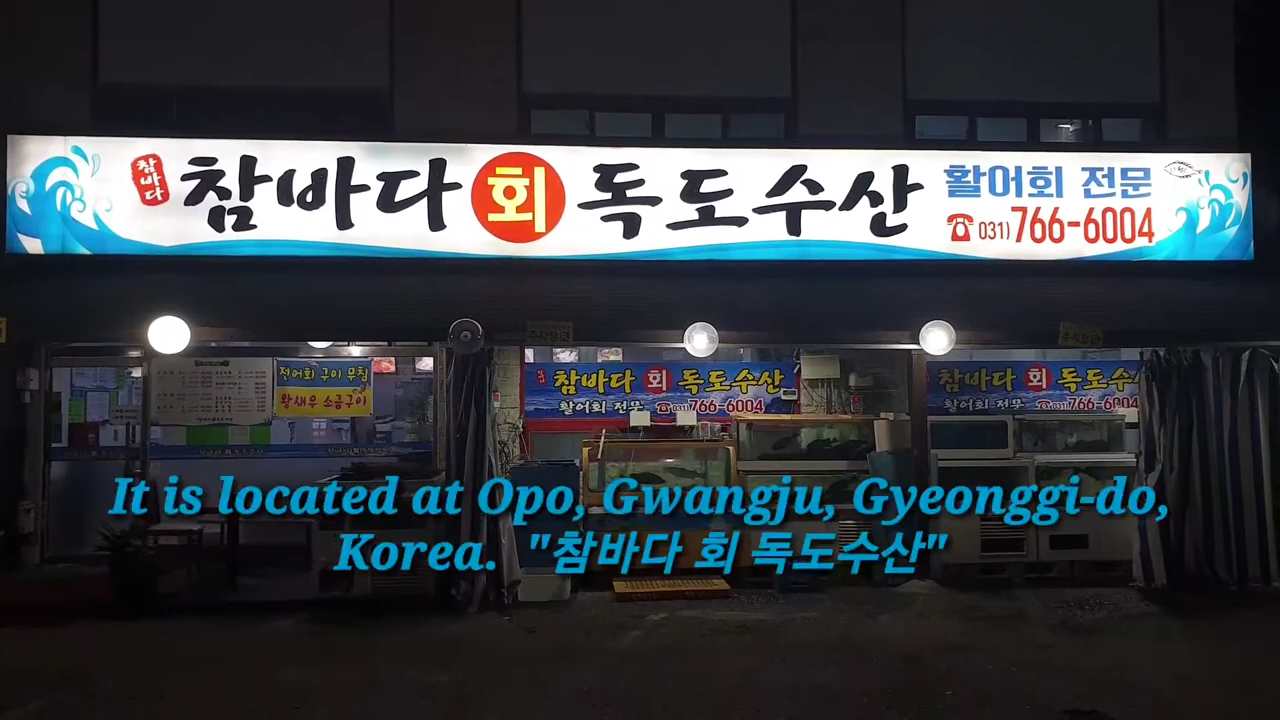 참바다
참바다 회 독도수산
활어회 전문
☎ 031)766-6004
주차장
전어회 구이 무침
왕새우 소금구이
참바다 회 독도수산
활어회 전문 ☎031)766-6004
참바다 회 독도수
활어회 전문 ☎031)766-6004
It is located at Opo, Gwangju, Gyeonggi-do,
Korea. "참바다 회 독도수산"